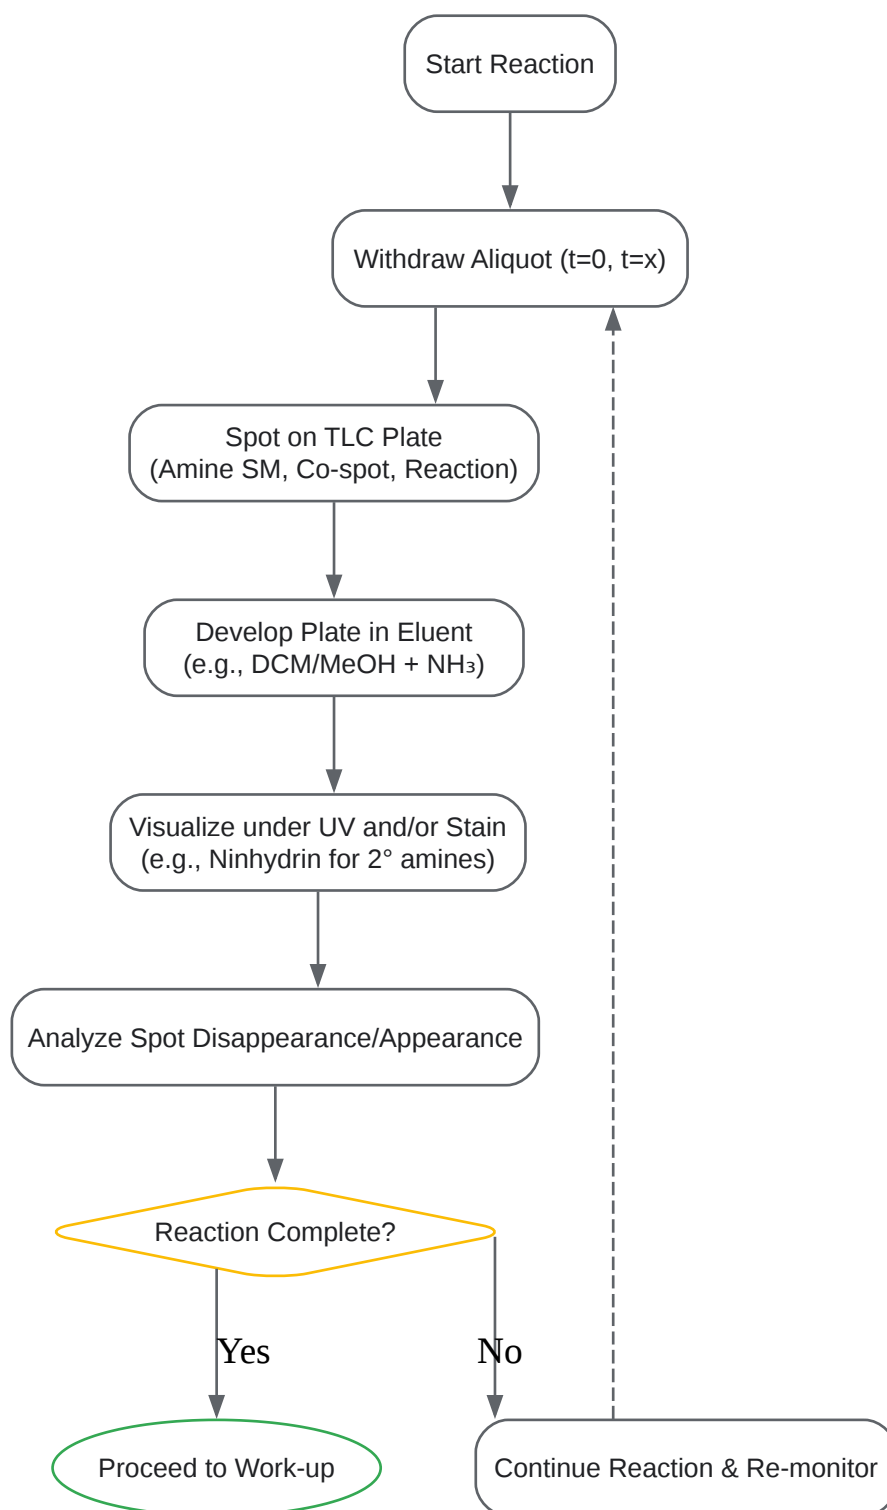 Start Reaction
Withdraw Aliquot (t=0, t=x)
Spot on TLC Plate
(Amine SM, Co-spot, Reaction)
Develop Plate in Eluent
(e.g., DCM/MeOH + NH₃)
Visualize under UV and/or Stain
(e.g., Ninhydrin for 2° amines)
Analyze Spot Disappearance/Appearance
Reaction Complete?
Yes
No
Proceed to Work-up
Continue Reaction & Re-monitor